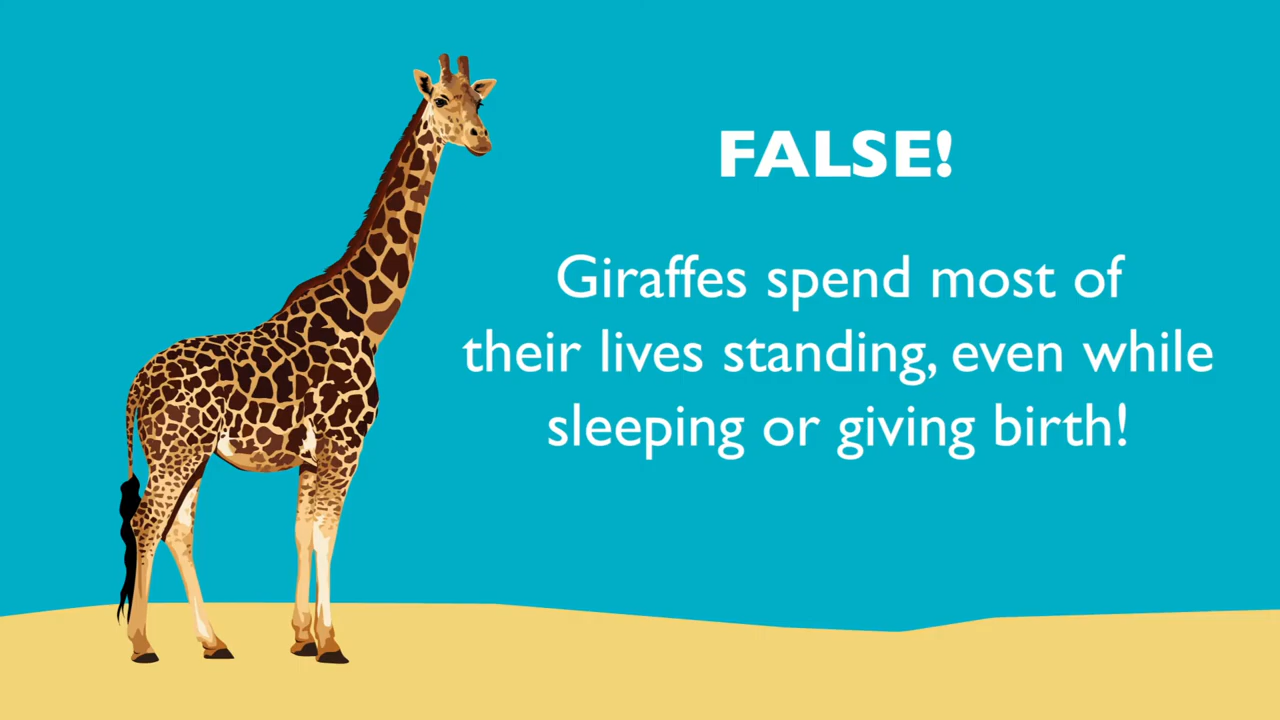 FALSE!
Giraffes spend most of
their lives standing, even while
sleeping or giving birth!